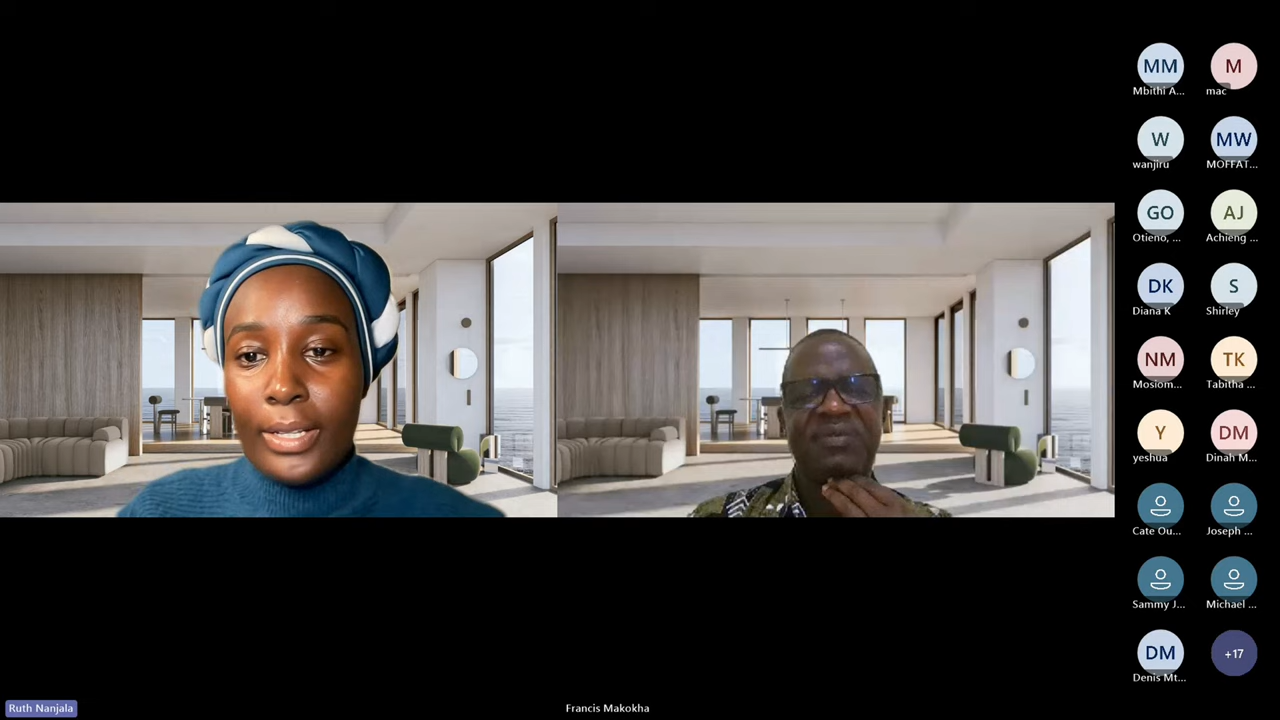 MM M
Mbithi A... mac
W MW
wanjiru MOFFAT...
GO AJ
Otieno, ... Achieng ...
DK S
Diana K Shirley
NM TK
Mosiom... Tabitha ...
Y DM
yeshua Dinah M...
Cate Ou... Joseph ...
Sammy J... Michael ...
DM +17
Denis Mt...
Ruth Nanjala Francis Makokha